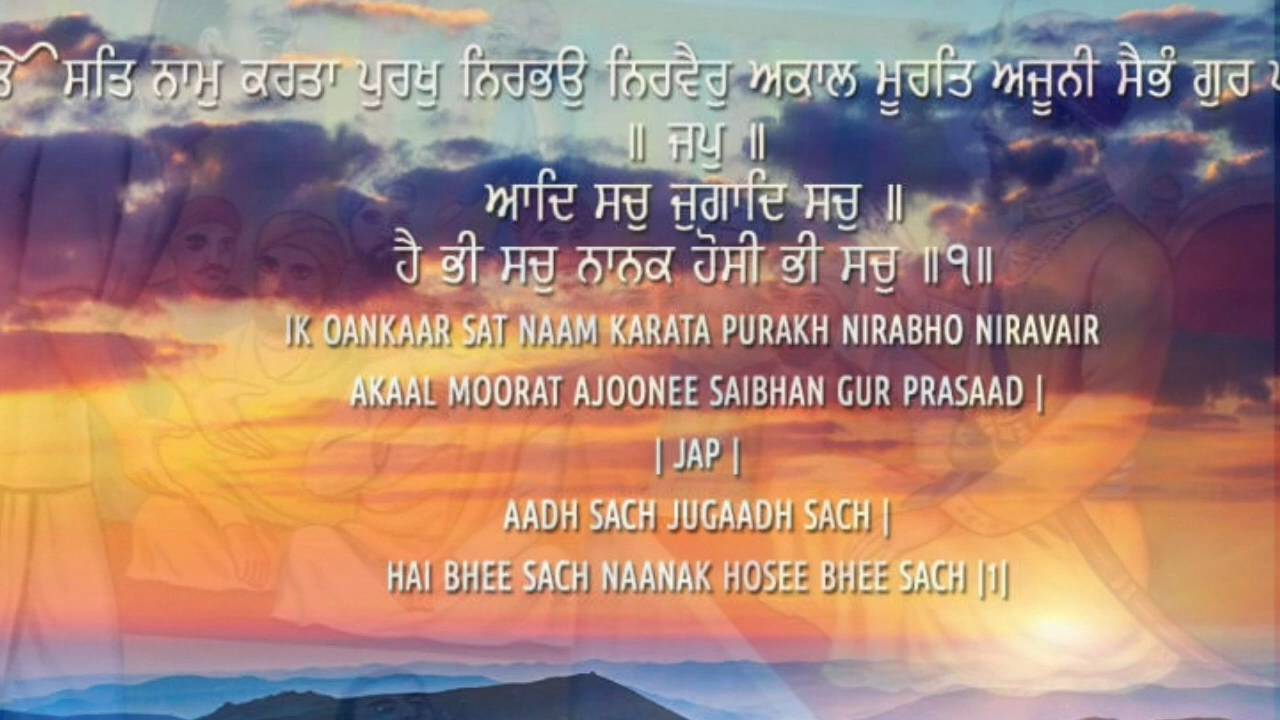 ਸਤਿ ਨਾਮੁ ਕਰਤਾ ਪੁਰਖੁ ਨਿਰਭਉ ਨਿਰਵੈਰੁ ਅਕਾਲ ਮੂਰਤਿ ਅਜੂਨੀ ਸੈਭੰ ਗੁਰ
॥ ਜਪੁ ॥
ਆਦਿ ਸਚੁ ਜੁਗਾਦਿ ਸਚੁ ॥
ਹੈ ਭੀ ਸਚੁ ਨਾਨਕ ਹੋਸੀ ਭੀ ਸਚੁ ॥੧॥
IK OANKAAR SAT NAAM KARATA PURAKH NIRABHO NIRAVAIR
AKAAL MOORAT AJOONEE SAIBHAN GUR PRASAAD |
| JAP |
AADH SACH JUGAADH SACH |
HAI BHEE SACH NAANAK HOSEE BHEE SACH |1|